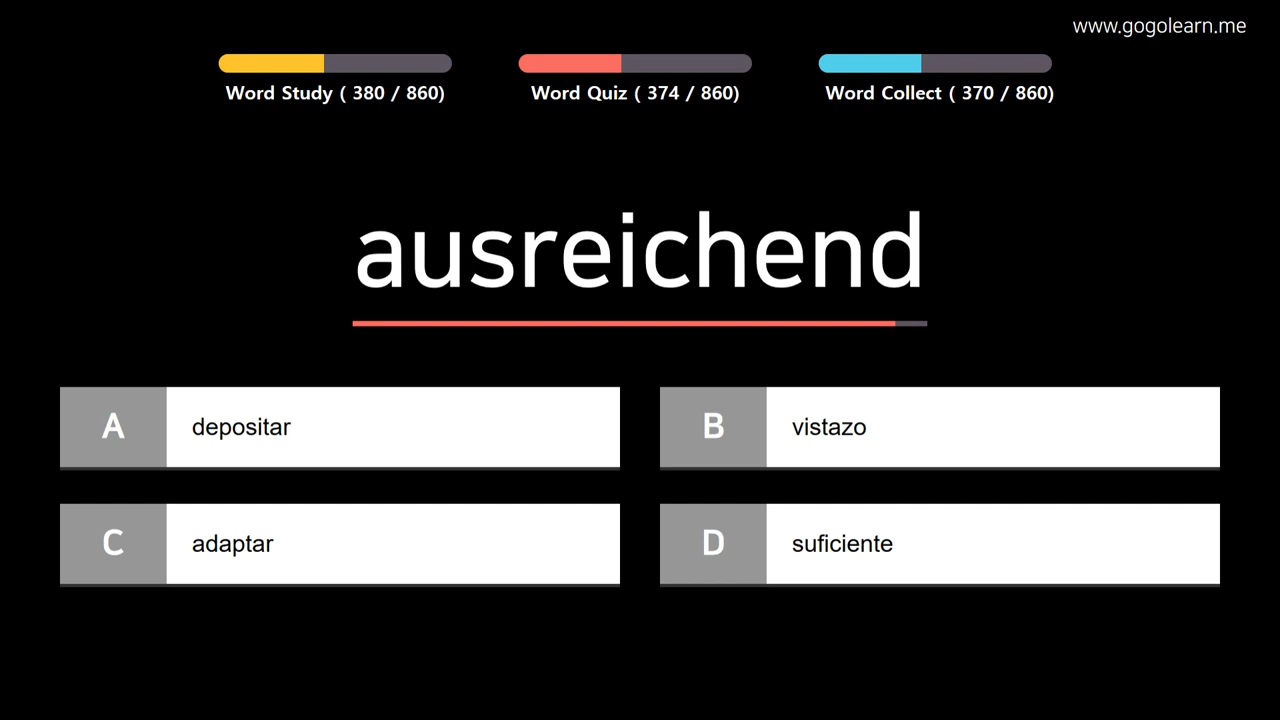 www.gogolearn.me
Word Study ( 380 / 860)
Word Quiz ( 374 / 860)
Word Collect ( 370 / 860)
ausreichend
A
depositar
B
vistazo
C
adaptar
D
suficiente